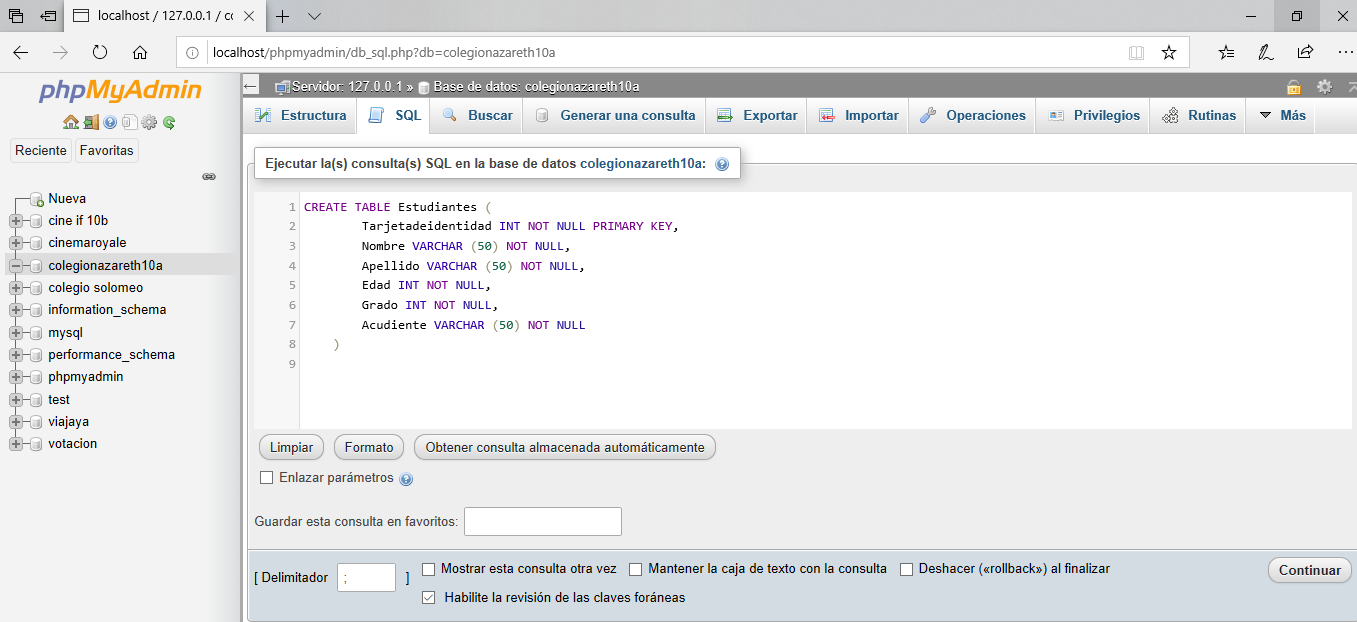 localhost / 127.0.0.1 / cc
localhost/phpmyadmin/db_sql.php?db=colegionazareth10a
phpMyAdmin
Reciente Favoritas
Nueva
cine if 10b
cinemaroyale
colegionazareth10a
colegio solomeo
information_schema
mysql
performance_schema
phpmyadmin
test
viajaya
votacion
Servidor: 127.0.0.1 » Base de datos: colegionazareth10a
Estructura SQL Buscar Generar una consulta Exportar Importar Operaciones Privilegios Rutinas Más
Ejecutar la(s) consulta(s) SQL en la base de datos colegionazareth10a:
1 CREATE TABLE Estudiantes (
2 Tarjetadeidentidad INT NOT NULL PRIMARY KEY,
3 Nombre VARCHAR (50) NOT NULL,
4 Apellido VARCHAR (50) NOT NULL,
5 Edad INT NOT NULL,
6 Grado INT NOT NULL,
7 Acudiente VARCHAR (50) NOT NULL
8 )
9
Limpiar Formato Obtener consulta almacenada automáticamente
Enlazar parámetros
Guardar esta consulta en favoritos:
[ Delimitador ; ] Mostrar esta consulta otra vez Mantener la caja de texto con la consulta Deshacer («rollback») al finalizar Continuar
Habilite la revisión de las claves foráneas